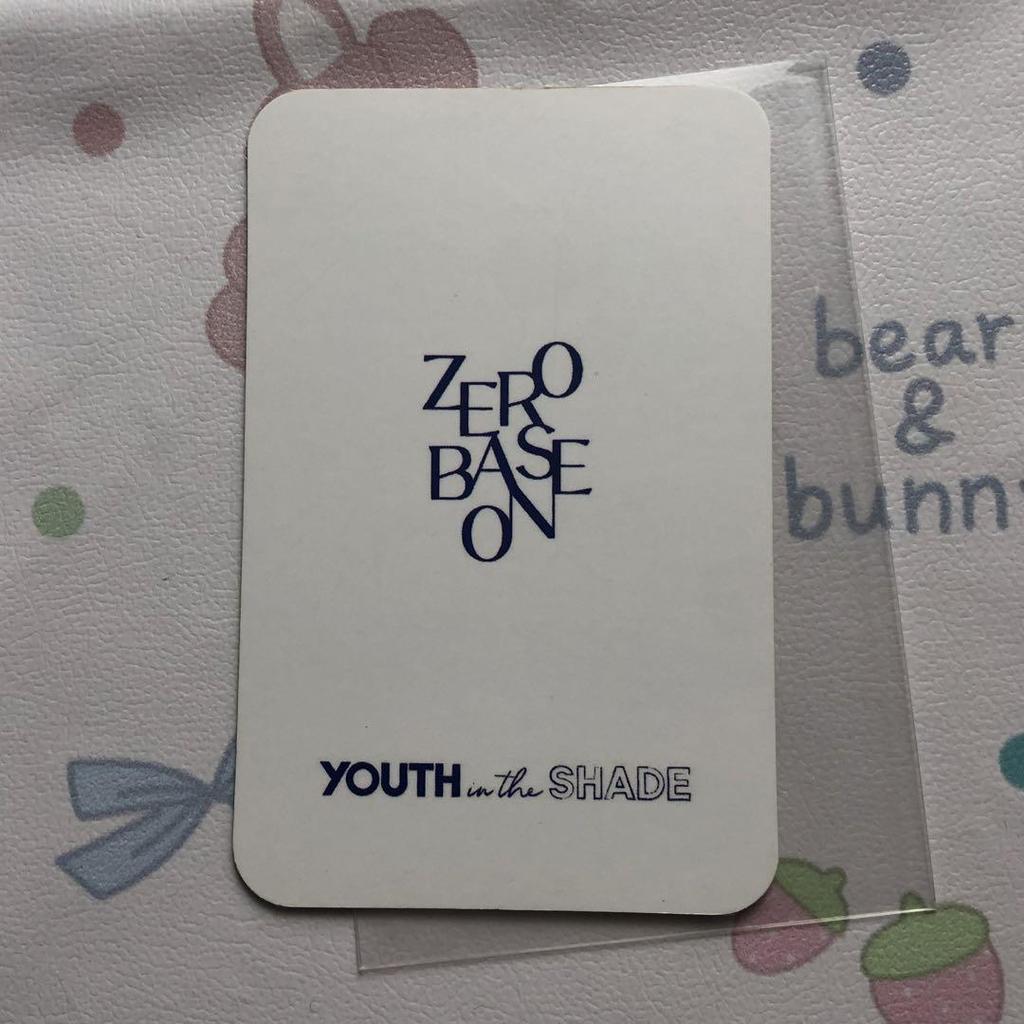 ZERO
BASE
ON
YOUTH in the SHADE
bear
&
bunn